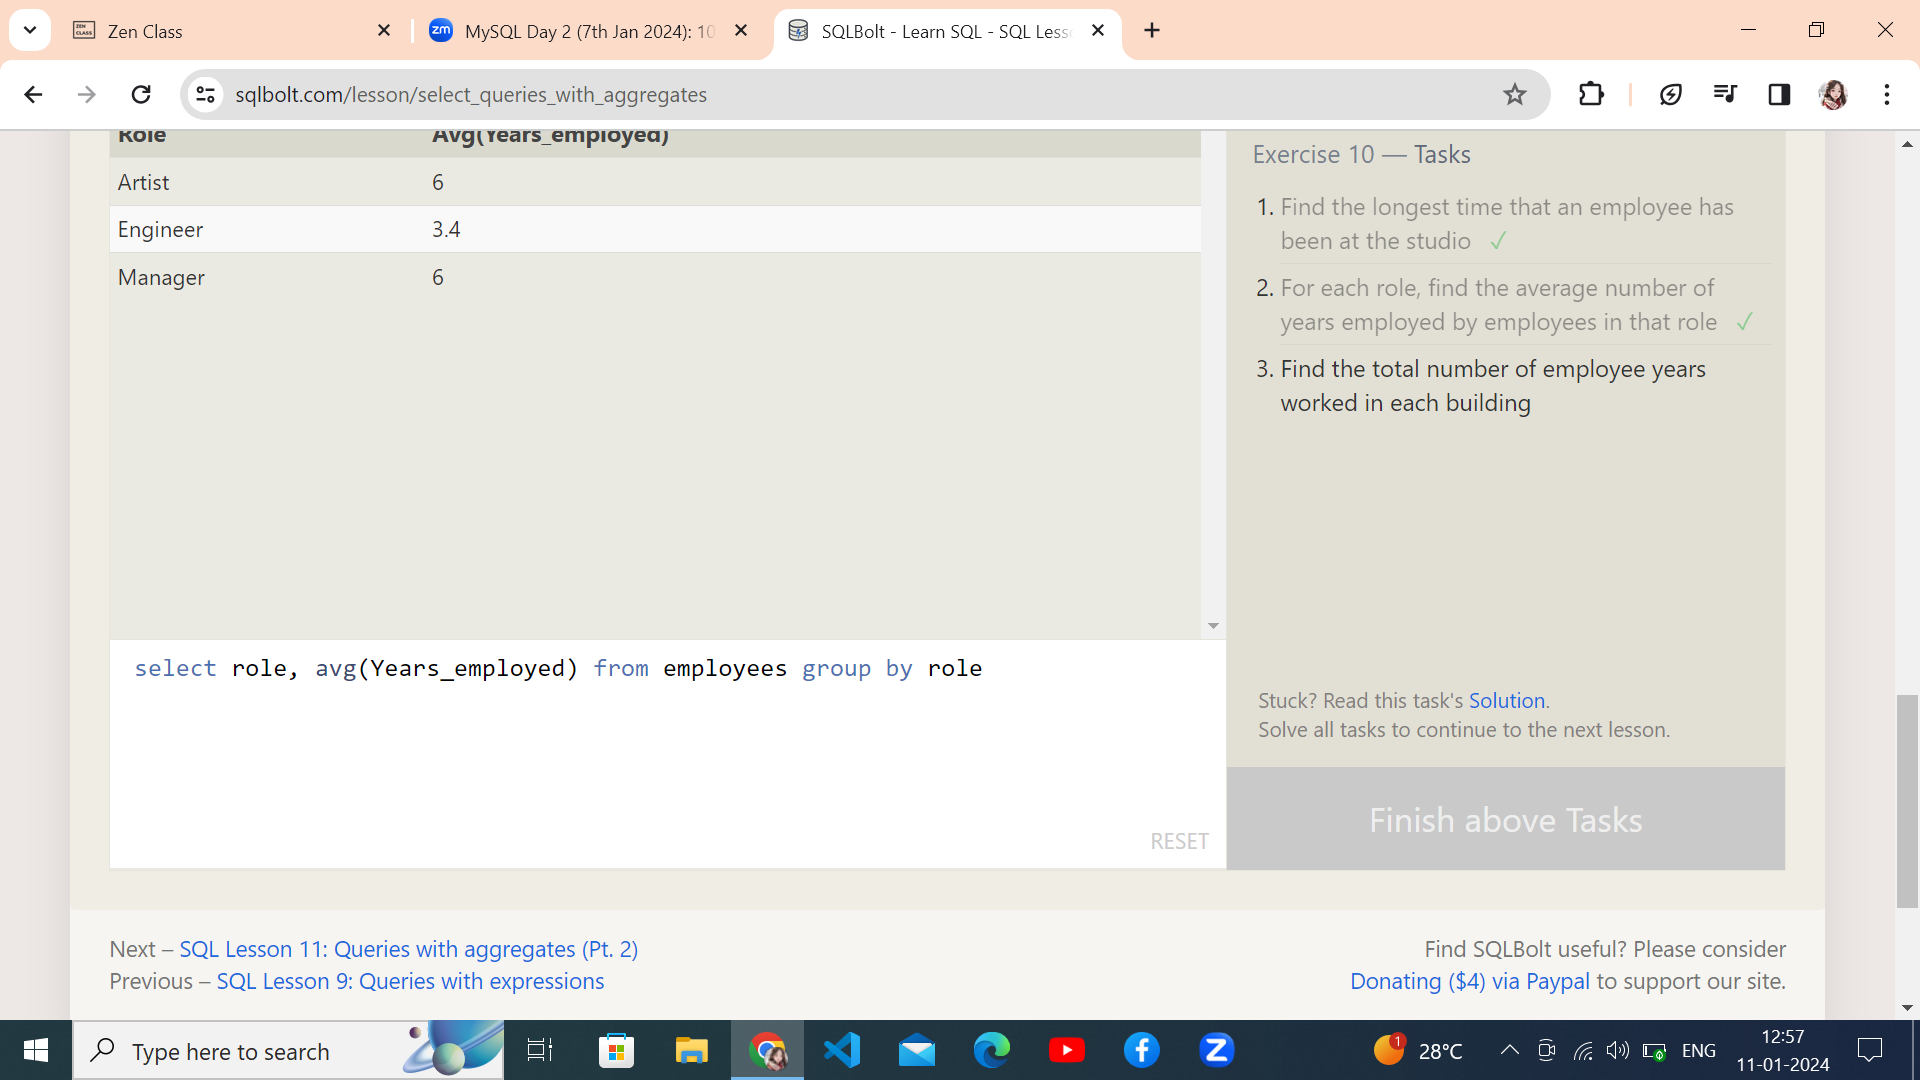 Zen Class
MySQL Day 2 (7th Jan 2024): 10
SQLBolt - Learn SQL - SQL Less
sqlbolt.com/lesson/select_queries_with_aggregates
Role Avg(Years_employed)
Artist 6
Engineer 3.4
Manager 6
Exercise 10 — Tasks
1. Find the longest time that an employee has
been at the studio ✓
2. For each role, find the average number of
years employed by employees in that role ✓
3. Find the total number of employee years
worked in each building
select role, avg(Years_employed) from employees group by role
RESET
Stuck? Read this task's Solution.
Solve all tasks to continue to the next lesson.
Finish above Tasks
Next – SQL Lesson 11: Queries with aggregates (Pt. 2)
Previous – SQL Lesson 9: Queries with expressions
Find SQLBolt useful? Please consider
Donating ($4) via Paypal to support our site.
Type here to search
1
28°C
ENG
12:57
11-01-2024